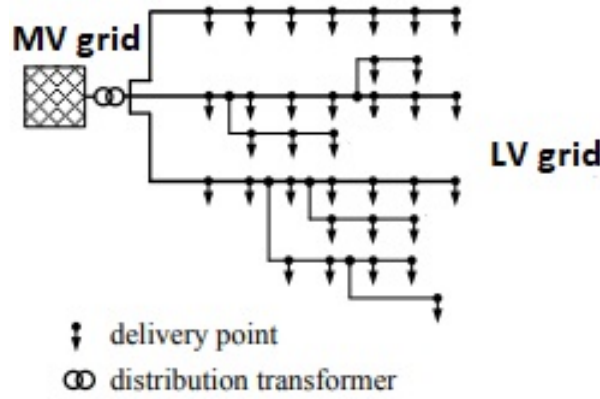 MV grid
LV grid
delivery point
distribution transformer